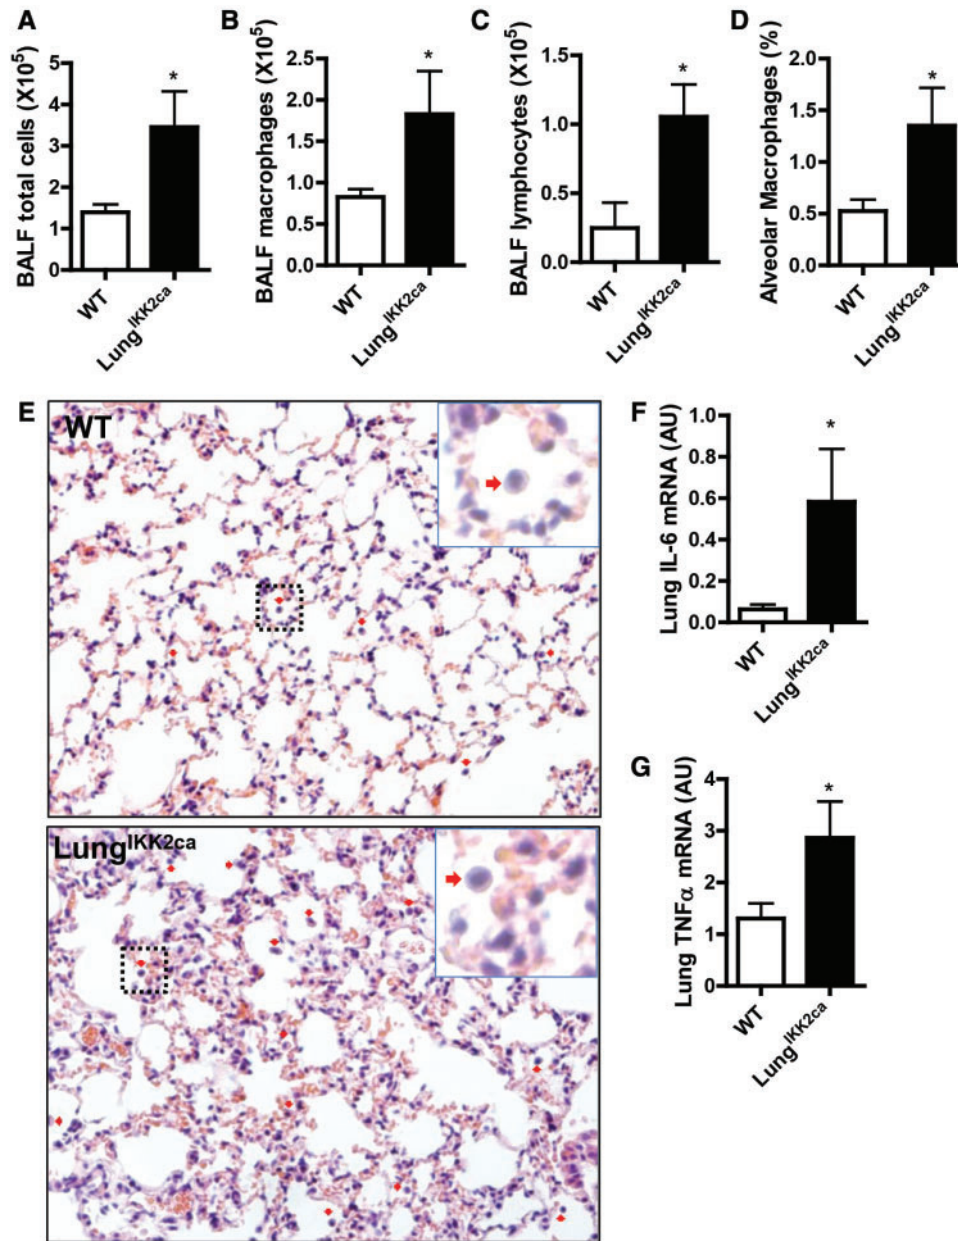 A
BALF total cells (X10⁵)
5
4
3
2
1
0
*
WT
Lung^IKK2ca
B
BALF macrophages (X10⁵)
2.5
2.0
1.5
1.0
0.5
0.0
*
WT
Lung^IKK2ca
C
BALF lymphocytes (X10⁵)
1.5
1.0
0.5
0.0
*
WT
Lung^IKK2ca
D
Alveolar Macrophages (%)
2.0
1.5
1.0
0.5
0.0
*
WT
Lung^IKK2ca
E
WT
Lung^IKK2ca
F
Lung IL-6 mRNA (AU)
1.0
0.8
0.6
0.4
0.2
0.0
*
WT
Lung^IKK2ca
G
Lung TNFα mRNA (AU)
4
3
2
1
0
*
WT
Lung^IKK2ca